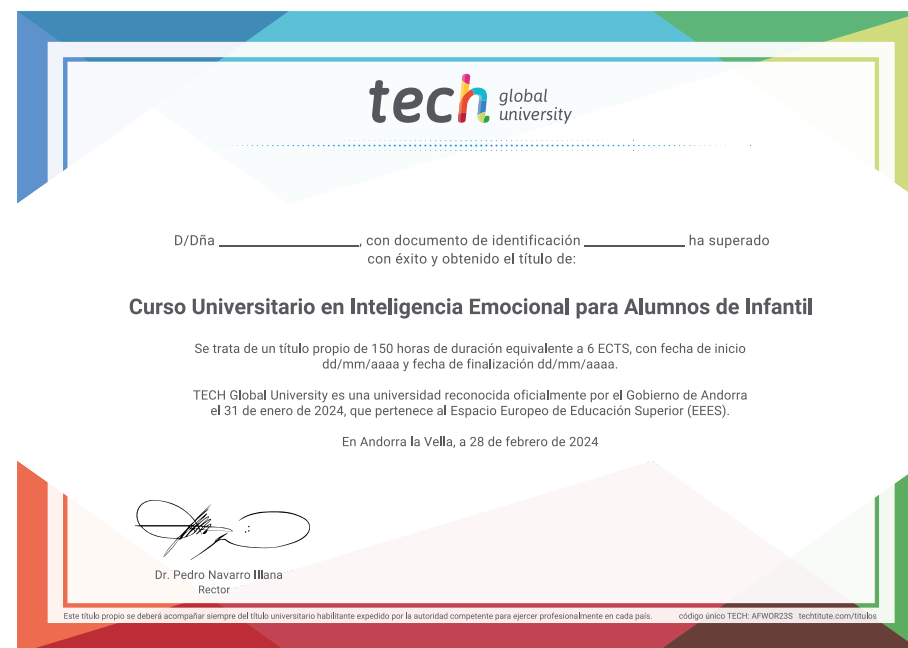 tech global university
D/Dña ____________________, con documento de identificación ______________ ha superado
con éxito y obtenido el título de:
Curso Universitario en Inteligencia Emocional para Alumnos de Infantil
Se trata de un título propio de 150 horas de duración equivalente a 6 ECTS, con fecha de inicio
dd/mm/aaaa y fecha de finalización dd/mm/aaaa.
TECH Global University es una universidad reconocida oficialmente por el Gobierno de Andorra
el 31 de enero de 2024, que pertenece al Espacio Europeo de Educación Superior (EEES).
En Andorra la Vella, a 28 de febrero de 2024
Dr. Pedro Navarro Illana
Rector
Este título propio se deberá acompañar siempre del título universitario habilitante expedido por la autoridad competente para ejercer profesionalmente en cada país. código único TECH: AFWOR23S techtitute.com/titulos